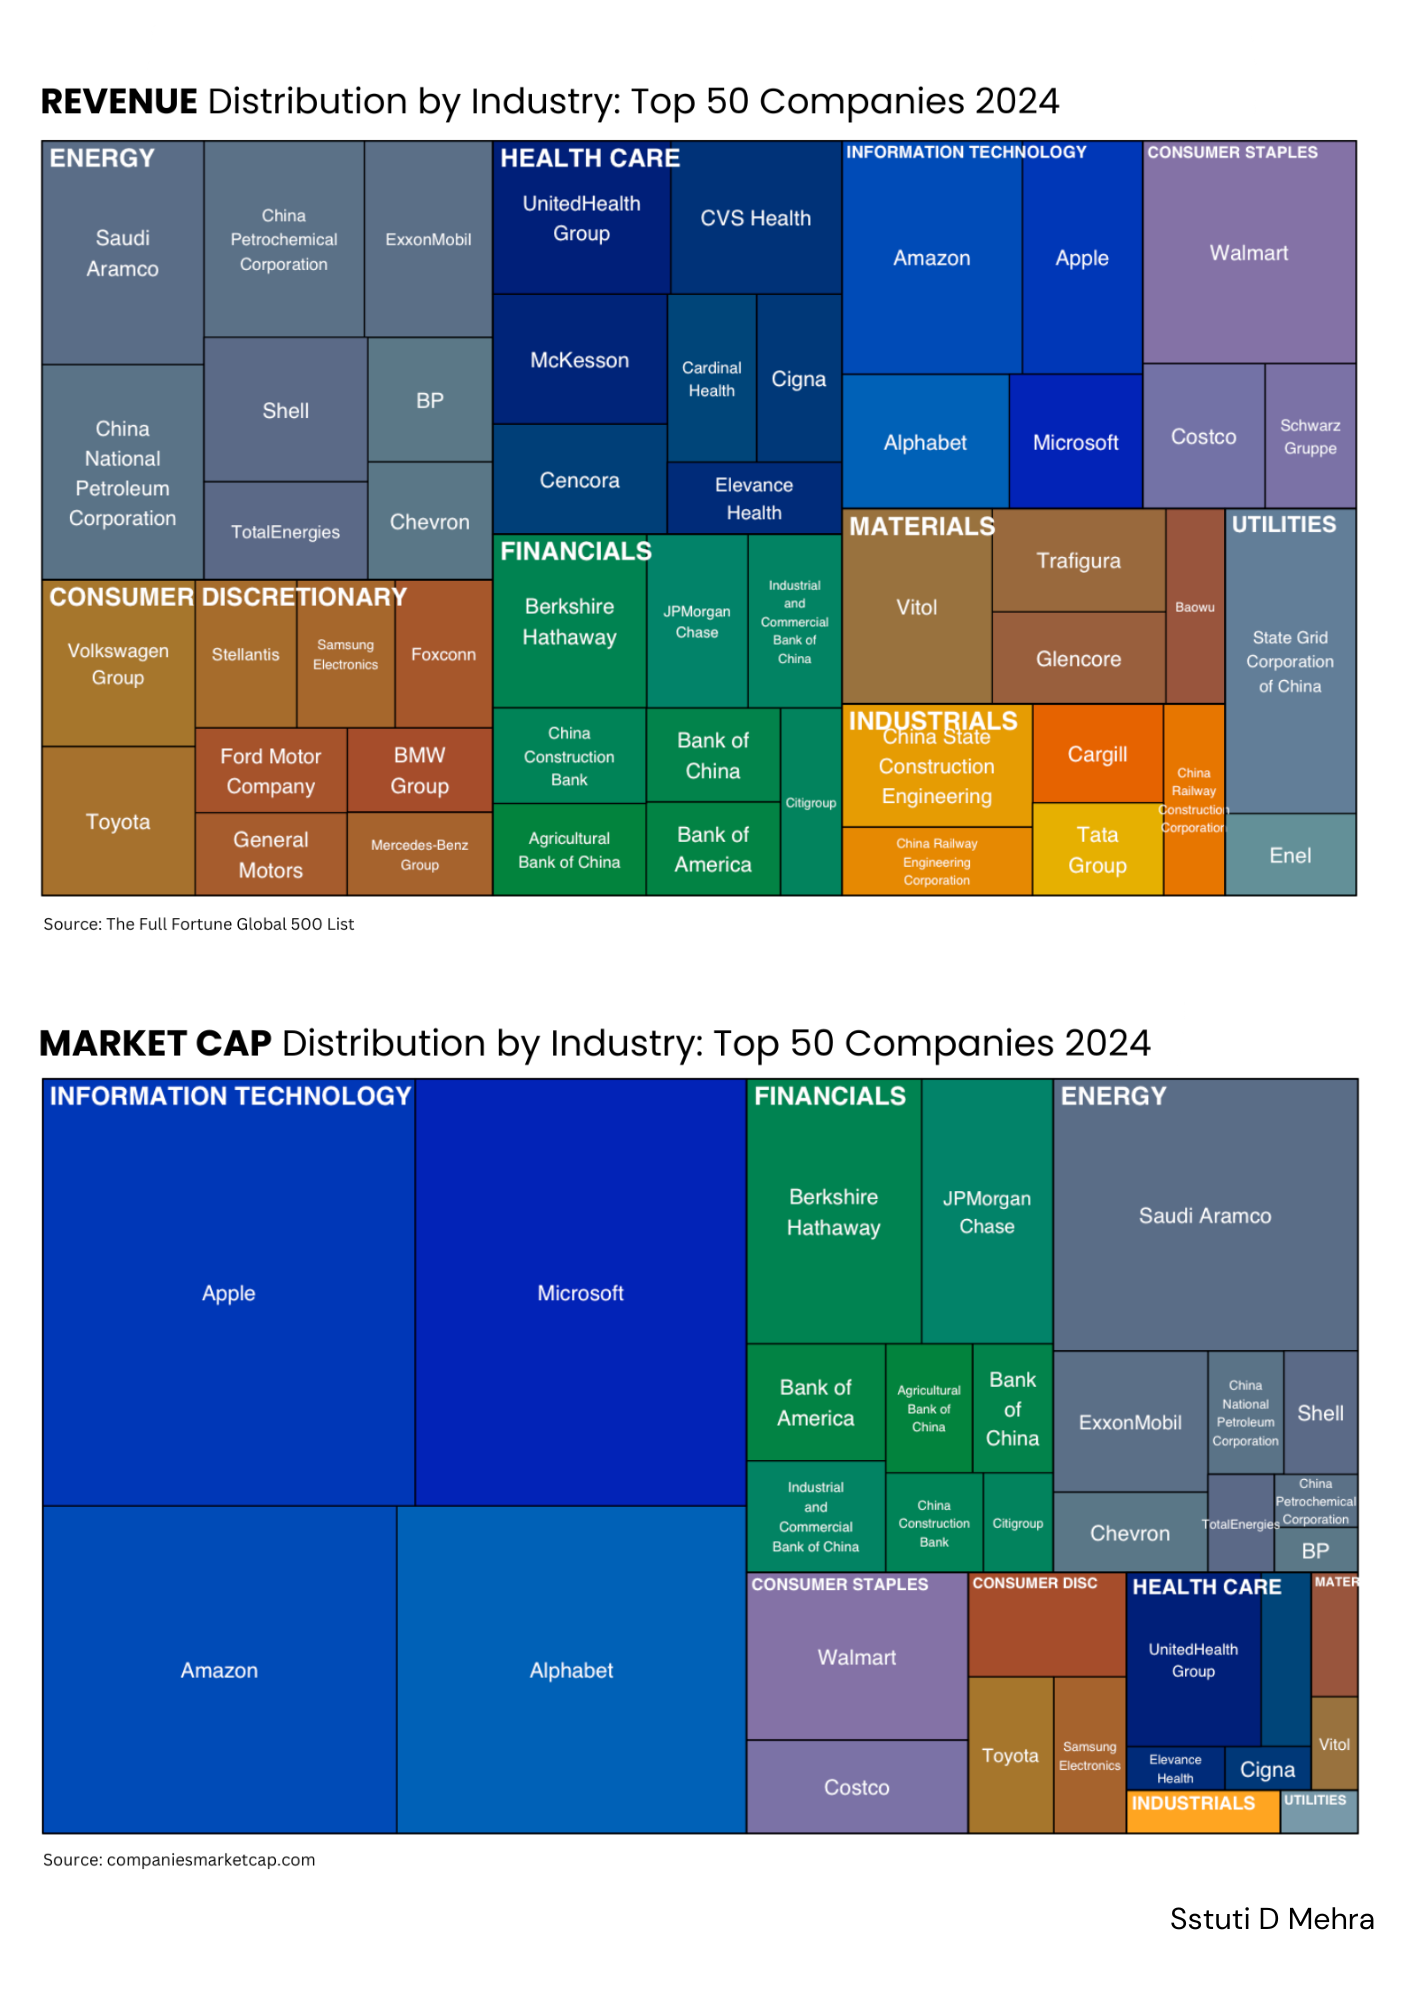 REVENUE Distribution by Industry: Top 50 Companies 2024
ENERGY
Saudi
Aramco
China
Petrochemical
Corporation
ExxonMobil
China
National
Petroleum
Corporation
Shell
BP
TotalEnergies
Chevron
HEALTH CARE
UnitedHealth
Group
CVS Health
McKesson
Cardinal
Health
Cigna
Cencora
Elevance
Health
INFORMATION TECHNOLOGY
Amazon
Apple
Alphabet
Microsoft
CONSUMER STAPLES
Walmart
Costco
Schwarz
Gruppe
CONSUMER DISCRETIONARY
Volkswagen
Group
Stellantis
Samsung
Electronics
Foxconn
Toyota
Ford Motor
Company
BMW
Group
General
Motors
Mercedes-Benz
Group
FINANCIALS
Berkshire
Hathaway
JPMorgan
Chase
Industrial
and
Commercial
Bank of
China
China
Construction
Bank
Bank of
China
Citigroup
Agricultural
Bank of China
Bank of
America
MATERIALS
Vitol
Trafigura
Glencore
Baowu
UTILITIES
State Grid
Corporation
of China
Enel
INDUSTRIALS
China State
Construction
Engineering
Cargill
China
Railway
Construction
Corporation
China Railway
Engineering
Corporation
Tata
Group
Source: The Full Fortune Global 500 List
MARKET CAP Distribution by Industry: Top 50 Companies 2024
INFORMATION TECHNOLOGY
Apple
Microsoft
Amazon
Alphabet
FINANCIALS
Berkshire
Hathaway
JPMorgan
Chase
Bank of
America
Agricultural
Bank of
China
Bank
of
China
Industrial
and
Commercial
Bank of China
China
Construction
Bank
Citigroup
ENERGY
Saudi Aramco
ExxonMobil
China
National
Petroleum
Corporation
Shell
Chevron
TotalEnergies
China
Petrochemical
Corporation
BP
CONSUMER STAPLES
Walmart
Costco
CONSUMER DISC
Toyota
Samsung
Electronics
HEALTH CARE
UnitedHealth
Group
Elevance
Health
Cigna
MATER
Vitol
INDUSTRIALS
UTILITIES
Source: companiesmarketcap.com
Sstuti D Mehra